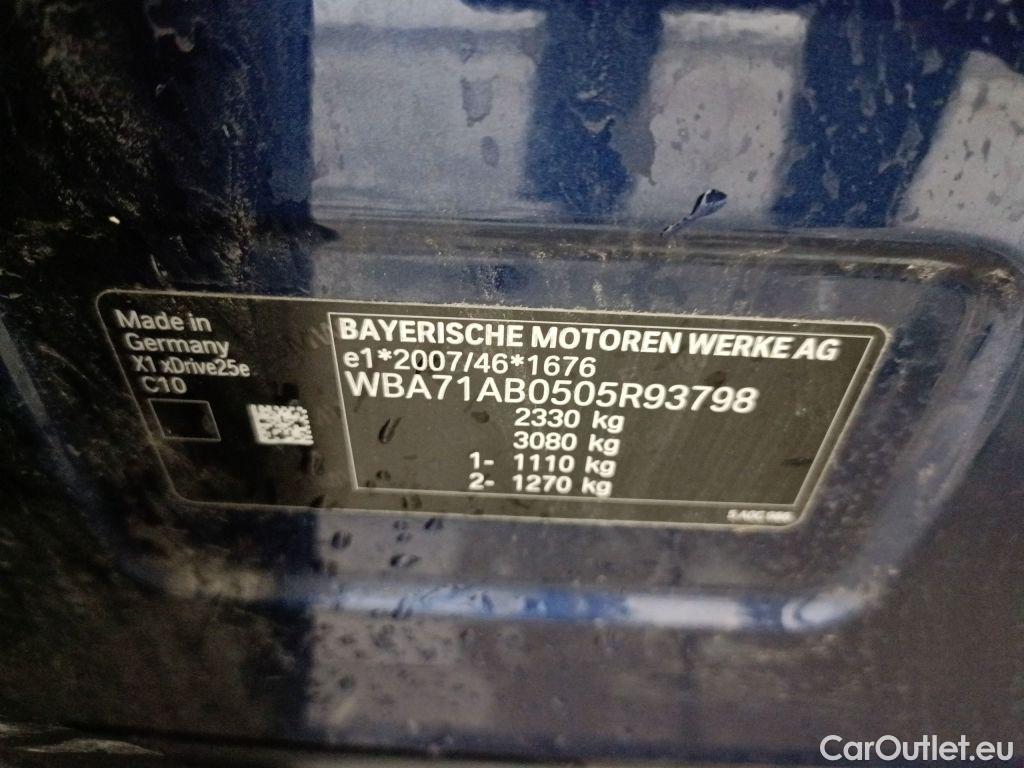 Made in
Germany
X1 xDrive25e
C10
BAYERISCHE MOTOREN WERKE AG
e1*2007/46*1676
WBA71AB0505R93798
2330 kg
3080 kg
1- 1110 kg
2- 1270 kg
CarOutlet.eu